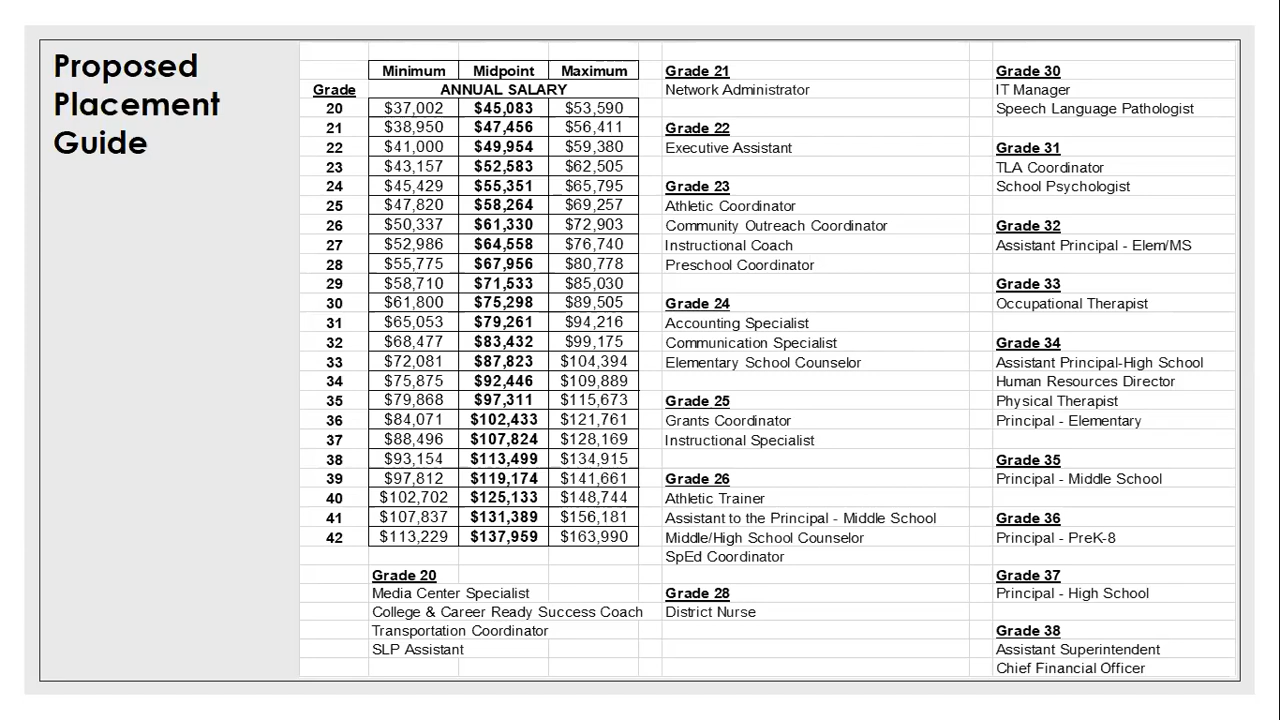 Proposed
Placement
Guide
Minimum Midpoint Maximum
Grade ANNUAL SALARY
20 $37,002 $45,083 $53,590
21 $38,950 $47,456 $56,411
22 $41,000 $49,954 $59,380
23 $43,157 $52,583 $62,505
24 $45,429 $55,351 $65,795
25 $47,820 $58,264 $69,257
26 $50,337 $61,330 $72,903
27 $52,986 $64,558 $76,740
28 $55,775 $67,956 $80,778
29 $58,710 $71,533 $85,030
30 $61,800 $75,298 $89,505
31 $65,053 $79,261 $94,216
32 $68,477 $83,432 $99,175
33 $72,081 $87,823 $104,394
34 $75,875 $92,446 $109,889
35 $79,868 $97,311 $115,673
36 $84,071 $102,433 $121,761
37 $88,496 $107,824 $128,169
38 $93,154 $113,499 $134,915
39 $97,812 $119,174 $141,661
40 $102,702 $125,133 $148,744
41 $107,837 $131,389 $156,181
42 $113,229 $137,959 $163,990
Grade 20
Media Center Specialist
College & Career Ready Success Coach
Transportation Coordinator
SLP Assistant
Grade 21
Network Administrator
Grade 22
Executive Assistant
Grade 23
Athletic Coordinator
Community Outreach Coordinator
Instructional Coach
Preschool Coordinator
Grade 24
Accounting Specialist
Communication Specialist
Elementary School Counselor
Grade 25
Grants Coordinator
Instructional Specialist
Grade 26
Athletic Trainer
Assistant to the Principal - Middle School
Middle/High School Counselor
SpEd Coordinator
Grade 28
District Nurse
Grade 30
IT Manager
Speech Language Pathologist
Grade 31
TLA Coordinator
School Psychologist
Grade 32
Assistant Principal - Elem/MS
Grade 33
Occupational Therapist
Grade 34
Assistant Principal-High School
Human Resources Director
Physical Therapist
Principal - Elementary
Grade 35
Principal - Middle School
Grade 36
Principal - PreK-8
Grade 37
Principal - High School
Grade 38
Assistant Superintendent
Chief Financial Officer